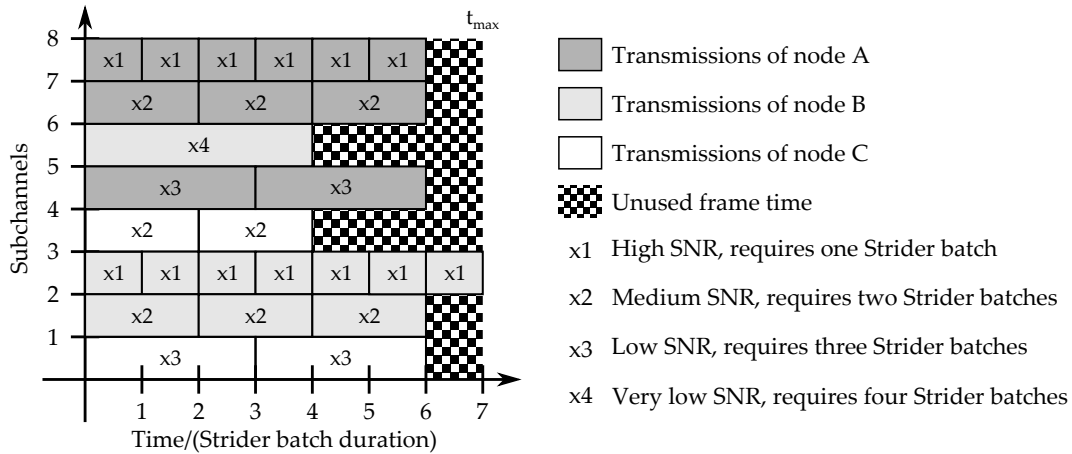 t_max
8
x1 x1 x1 x1 x1 x1
7
x2 x2 x2
6
x4
5
x3 x3
4
x2 x2
3
x1 x1 x1 x1 x1 x1 x1
2
x2 x2 x2
1
x3 x3
Subchannels
1 2 3 4 5 6 7
Time/(Strider batch duration)
Transmissions of node A
Transmissions of node B
Transmissions of node C
Unused frame time
x1 High SNR, requires one Strider batch
x2 Medium SNR, requires two Strider batches
x3 Low SNR, requires three Strider batches
x4 Very low SNR, requires four Strider batches